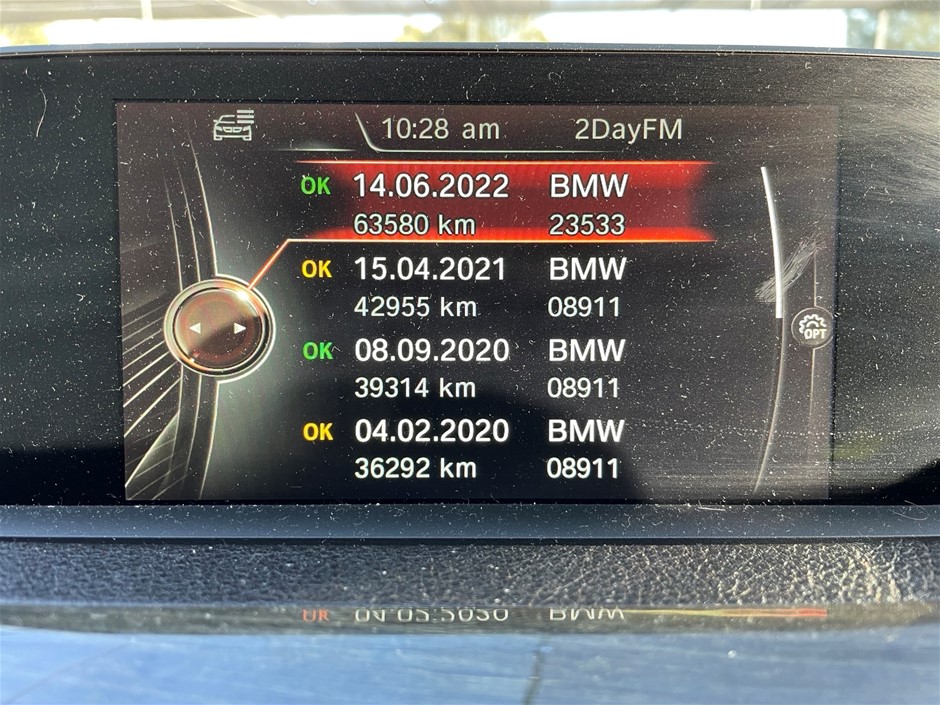 10:28 am 2DayFM
OK 14.06.2022 BMW
63580 km 23533
OK 15.04.2021 BMW
42955 km 08911
OK 08.09.2020 BMW
39314 km 08911
OPT
OK 04.02.2020 BMW
36292 km 08911